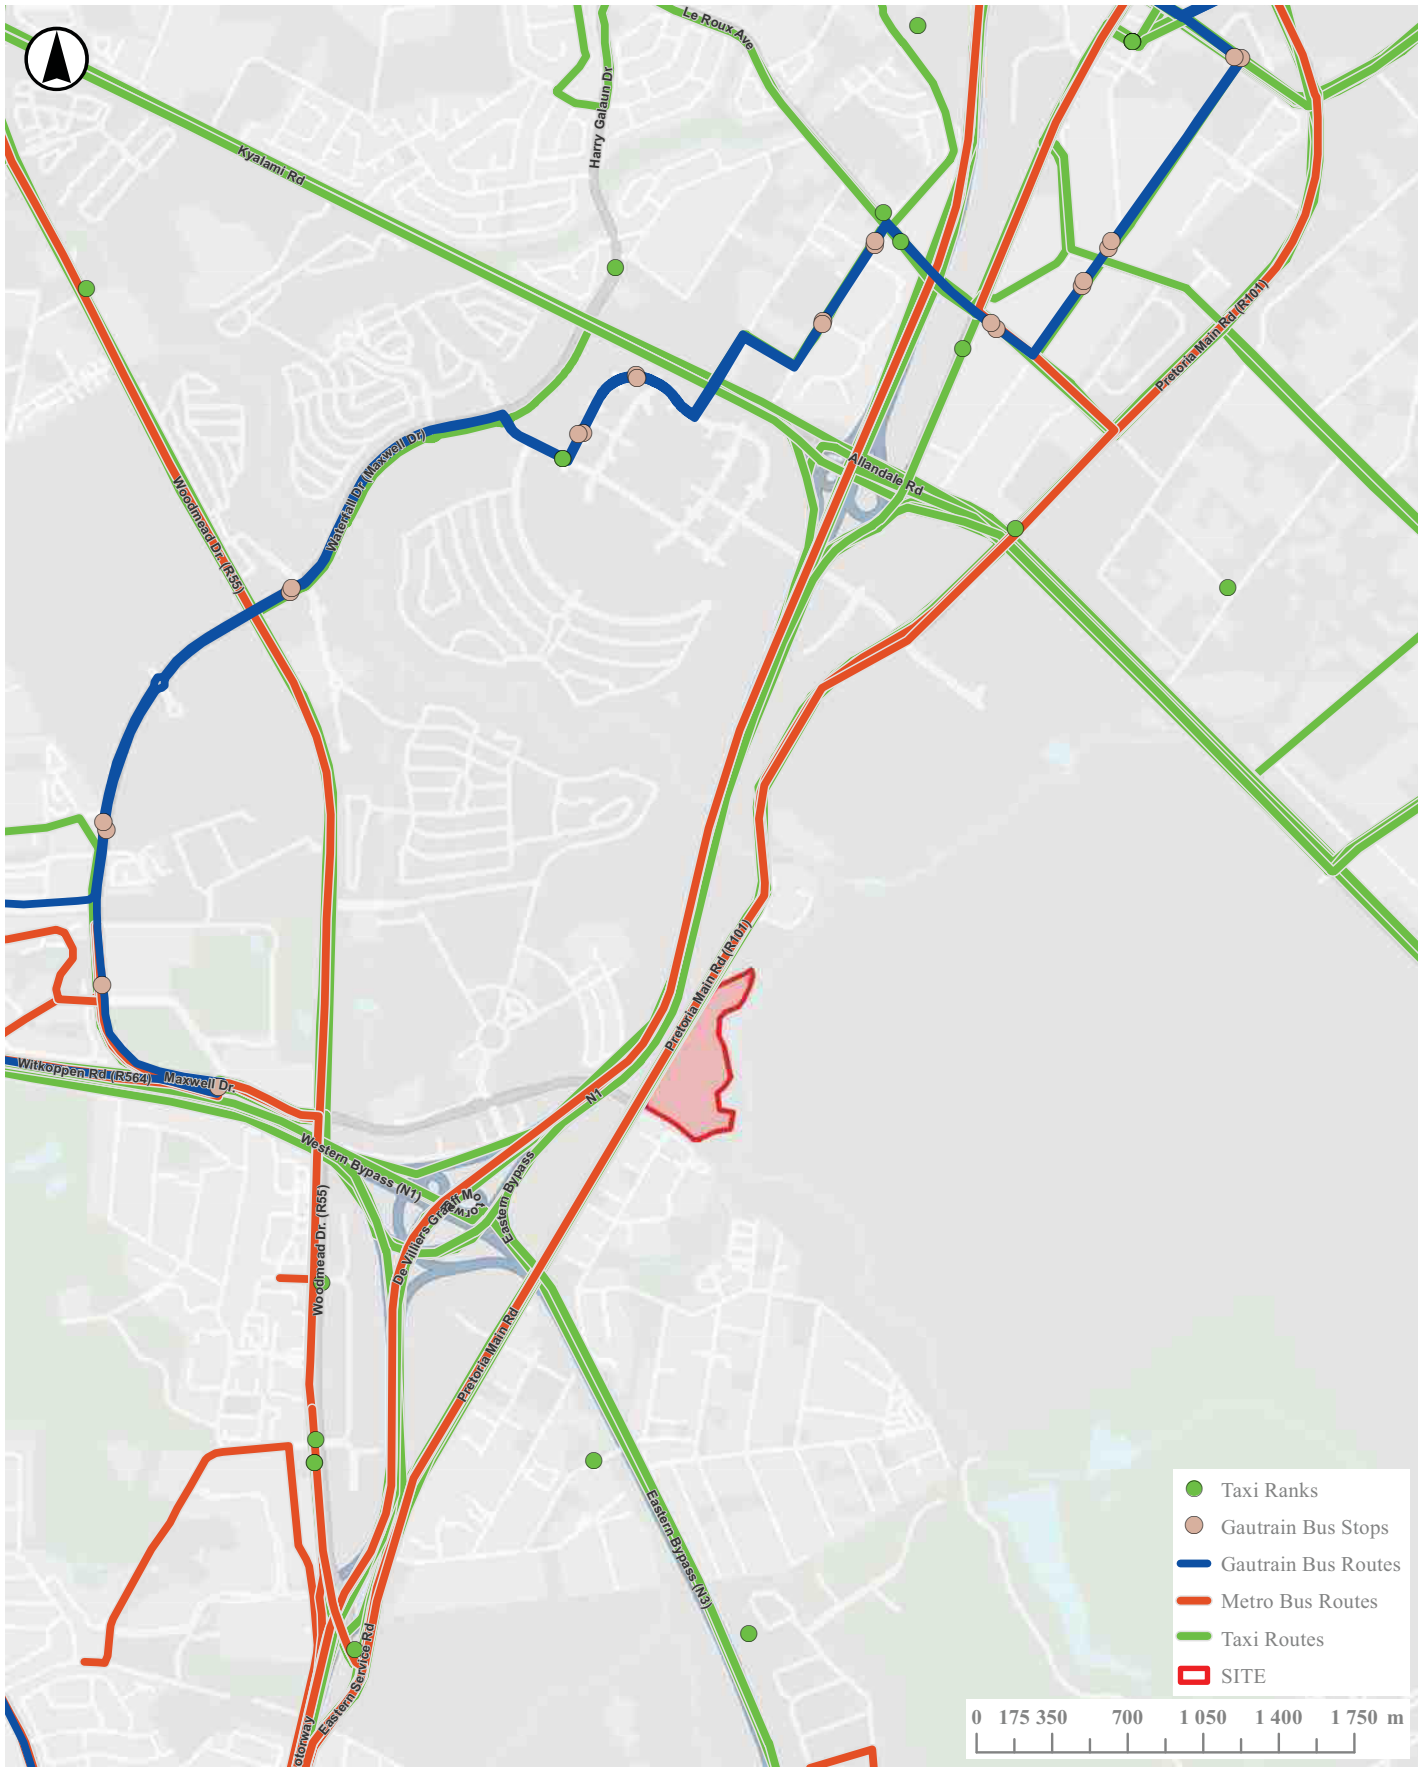 Le Roux Ave
Harry Galaun Dr
Kyalami Rd
Pretoria Main Rd (R101)
Waterfall Dr (Maxwell Dr)
Allandale Rd
Woodmead Dr. (R55)
Pretoria Main Rd (R101)
Witkoppen Rd (R564)
Maxwell Dr.
N1
Western Bypass (N1)
Eastern Bypass
De Villiers Graaff Motorway
Woodmead Dr. (R55)
Pretoria Main Rd
Eastern Bypass (N3)
Eastern Service Rd
otorway
Taxi Ranks
Gautrain Bus Stops
Gautrain Bus Routes
Metro Bus Routes
Taxi Routes
SITE
0 175 350 700 1 050 1 400 1 750 m